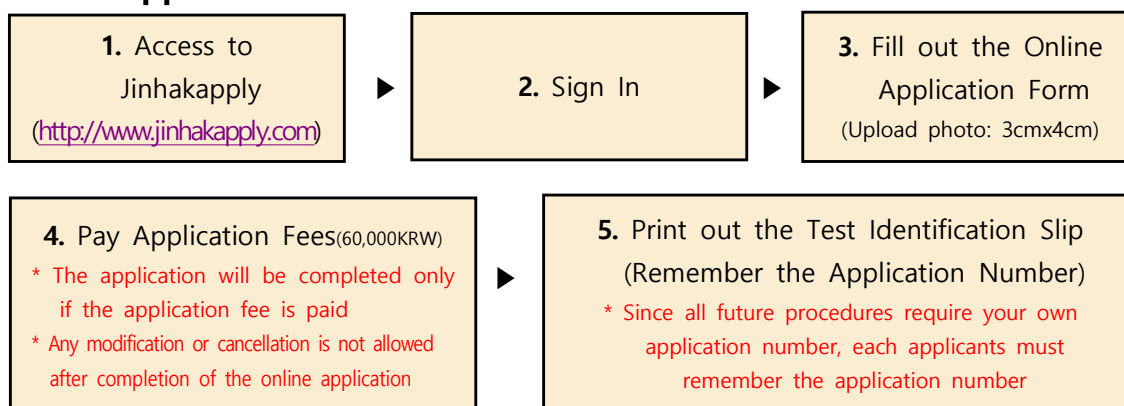 1. Access to
Jinhakapply
(http://www.jinhakapply.com)
2. Sign In
3. Fill out the Online
Application Form
(Upload photo: 3cmx4cm)
4. Pay Application Fees(60,000KRW)
* The application will be completed only
if the application fee is paid
* Any modification or cancellation is not allowed
after completion of the online application
5. Print out the Test Identification Slip
(Remember the Application Number)
* Since all future procedures require your own
application number, each applicants must
remember the application number